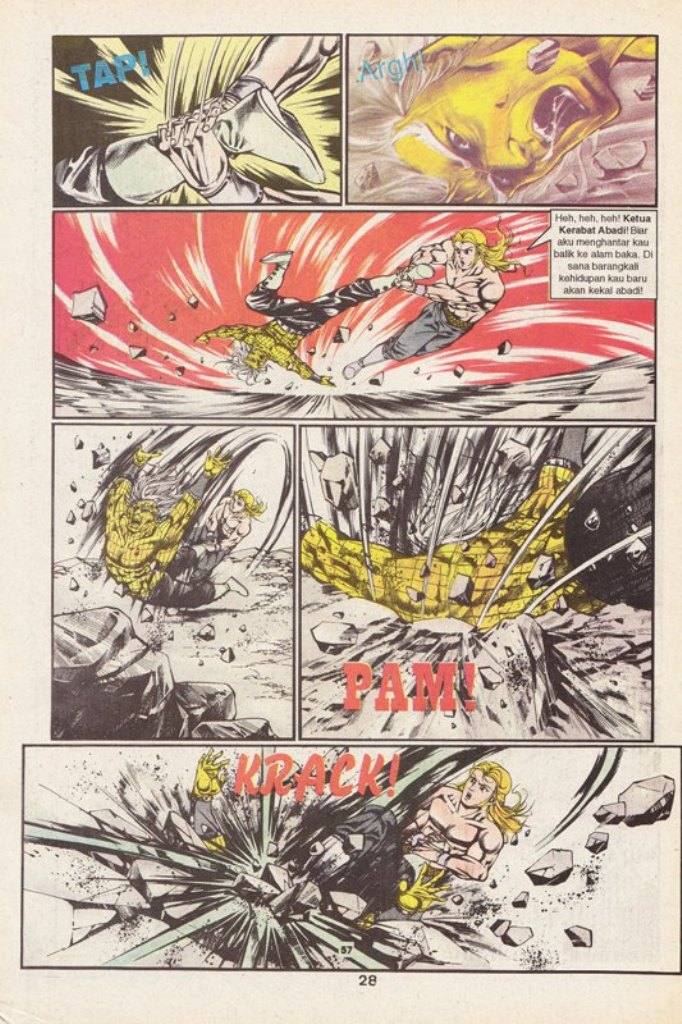 TAP!
Argh!
Heh, heh, heh! Ketua
Kerabat Abadi! Biar
aku menghantar kau
balik ke alam baka. Di
sana barangkali
kehidupan kau baru
akan kekal abadi!
PAM!
KRACK!
57
28